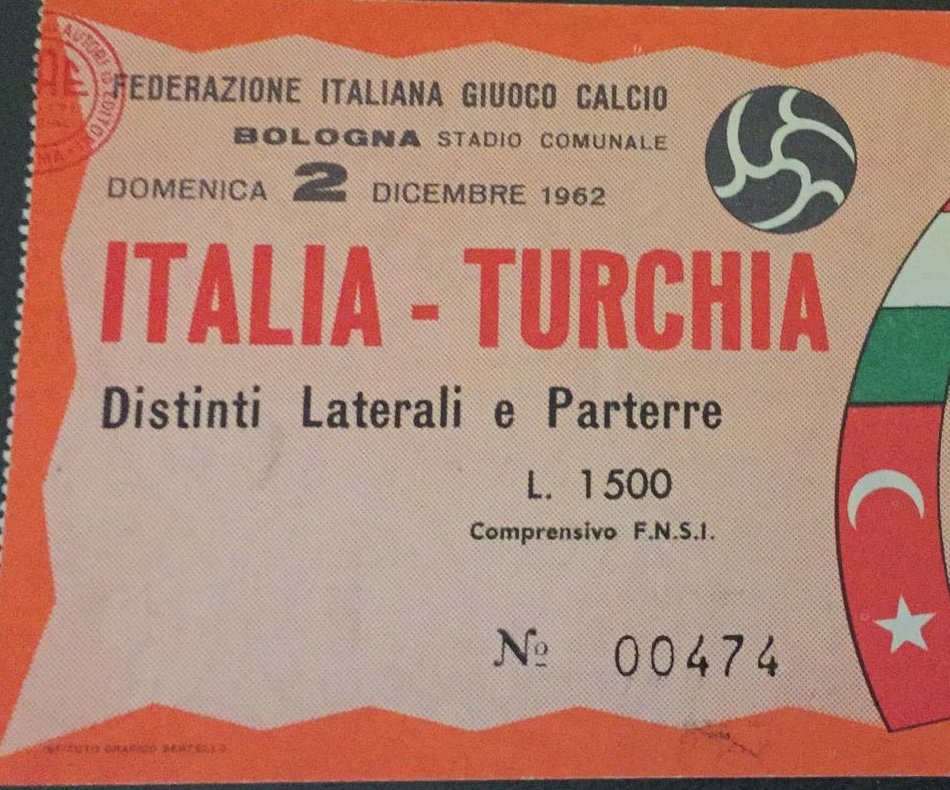 FEDERAZIONE ITALIANA GIUOCO CALCIO
BOLOGNA STADIO COMUNALE
DOMENICA 2 DICEMBRE 1962
ITALIA - TURCHIA
Distinti Laterali e Parterre
L. 1500
Comprensivo F.N.S.I.
Nº 00474